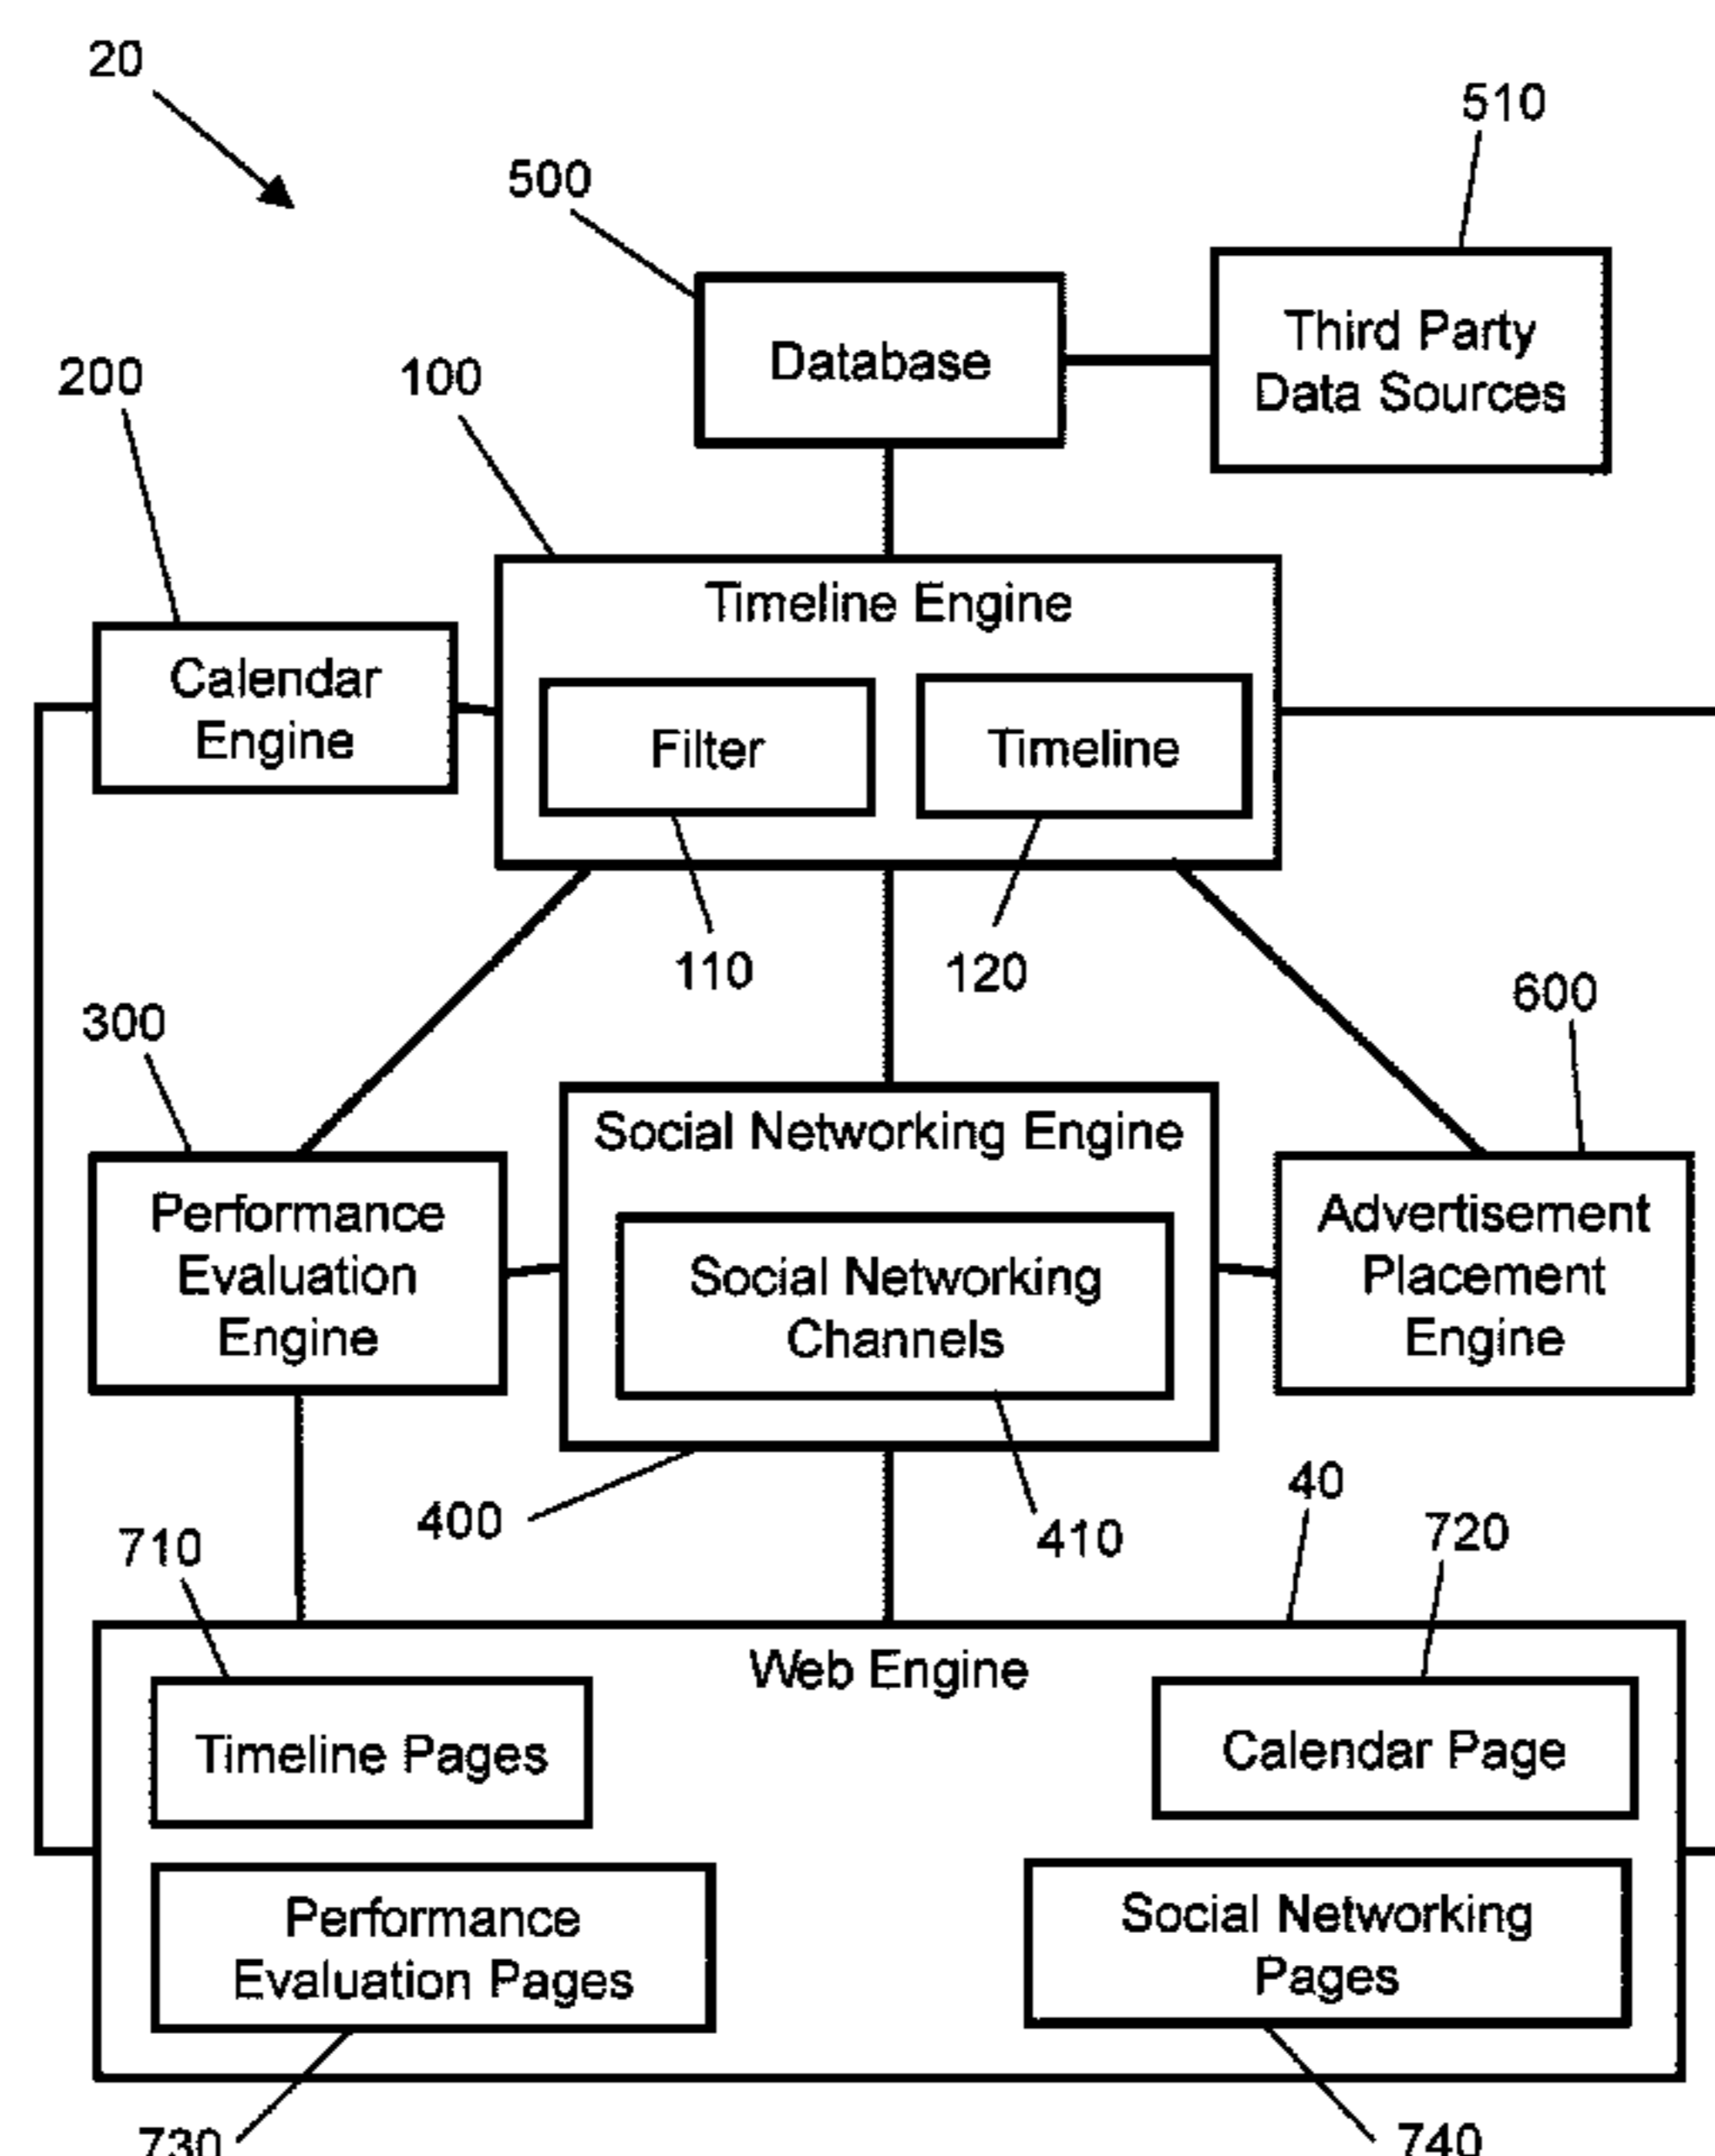 20
510
500
Database
Third Party
Data Sources
200
100
Timeline Engine
Calendar
Engine
Filter
Timeline
110
120
300
600
Social Networking Engine
Performance
Evaluation
Engine
Social Networking
Channels
Advertisement
Placement
Engine
400
410
40
710
720
Web Engine
Timeline Pages
Calendar Page
Performance
Evaluation Pages
Social Networking
Pages
730
740